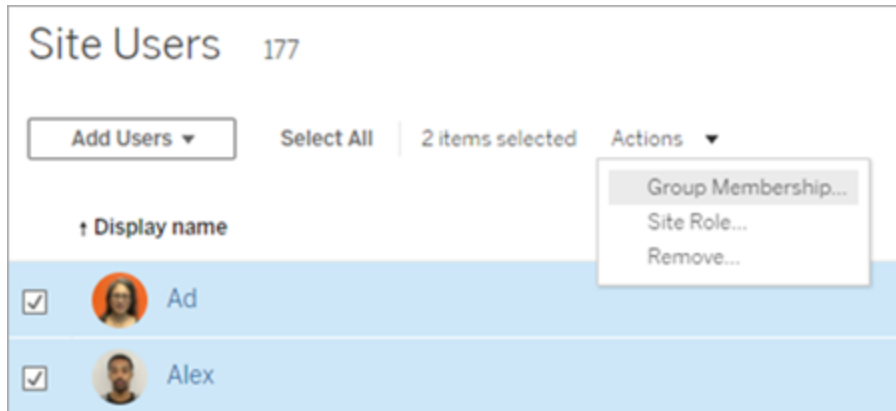 Site Users 177
Add Users Select All 2 items selected Actions
Group Membership...
Site Role...
Remove...
Display name
Ad
Alex